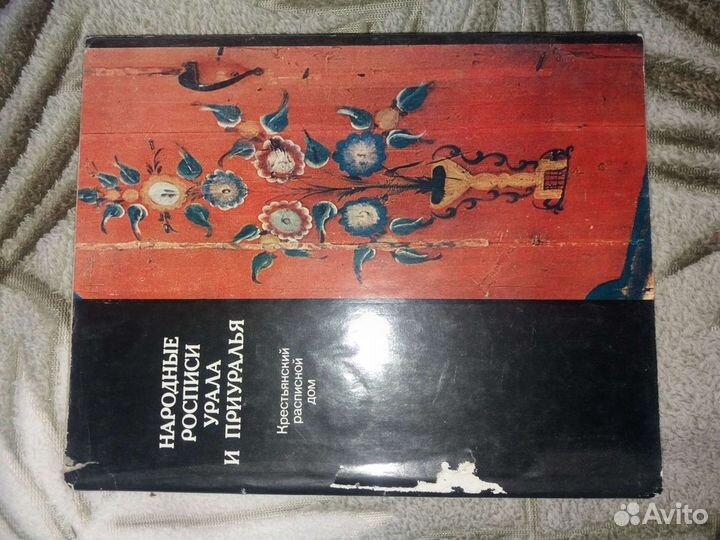 НАРОДНЫЕ
РОСПИСИ
УРАЛА
И ПРИУРАЛЬЯ
Крестьянский
расписной
дом
Avito